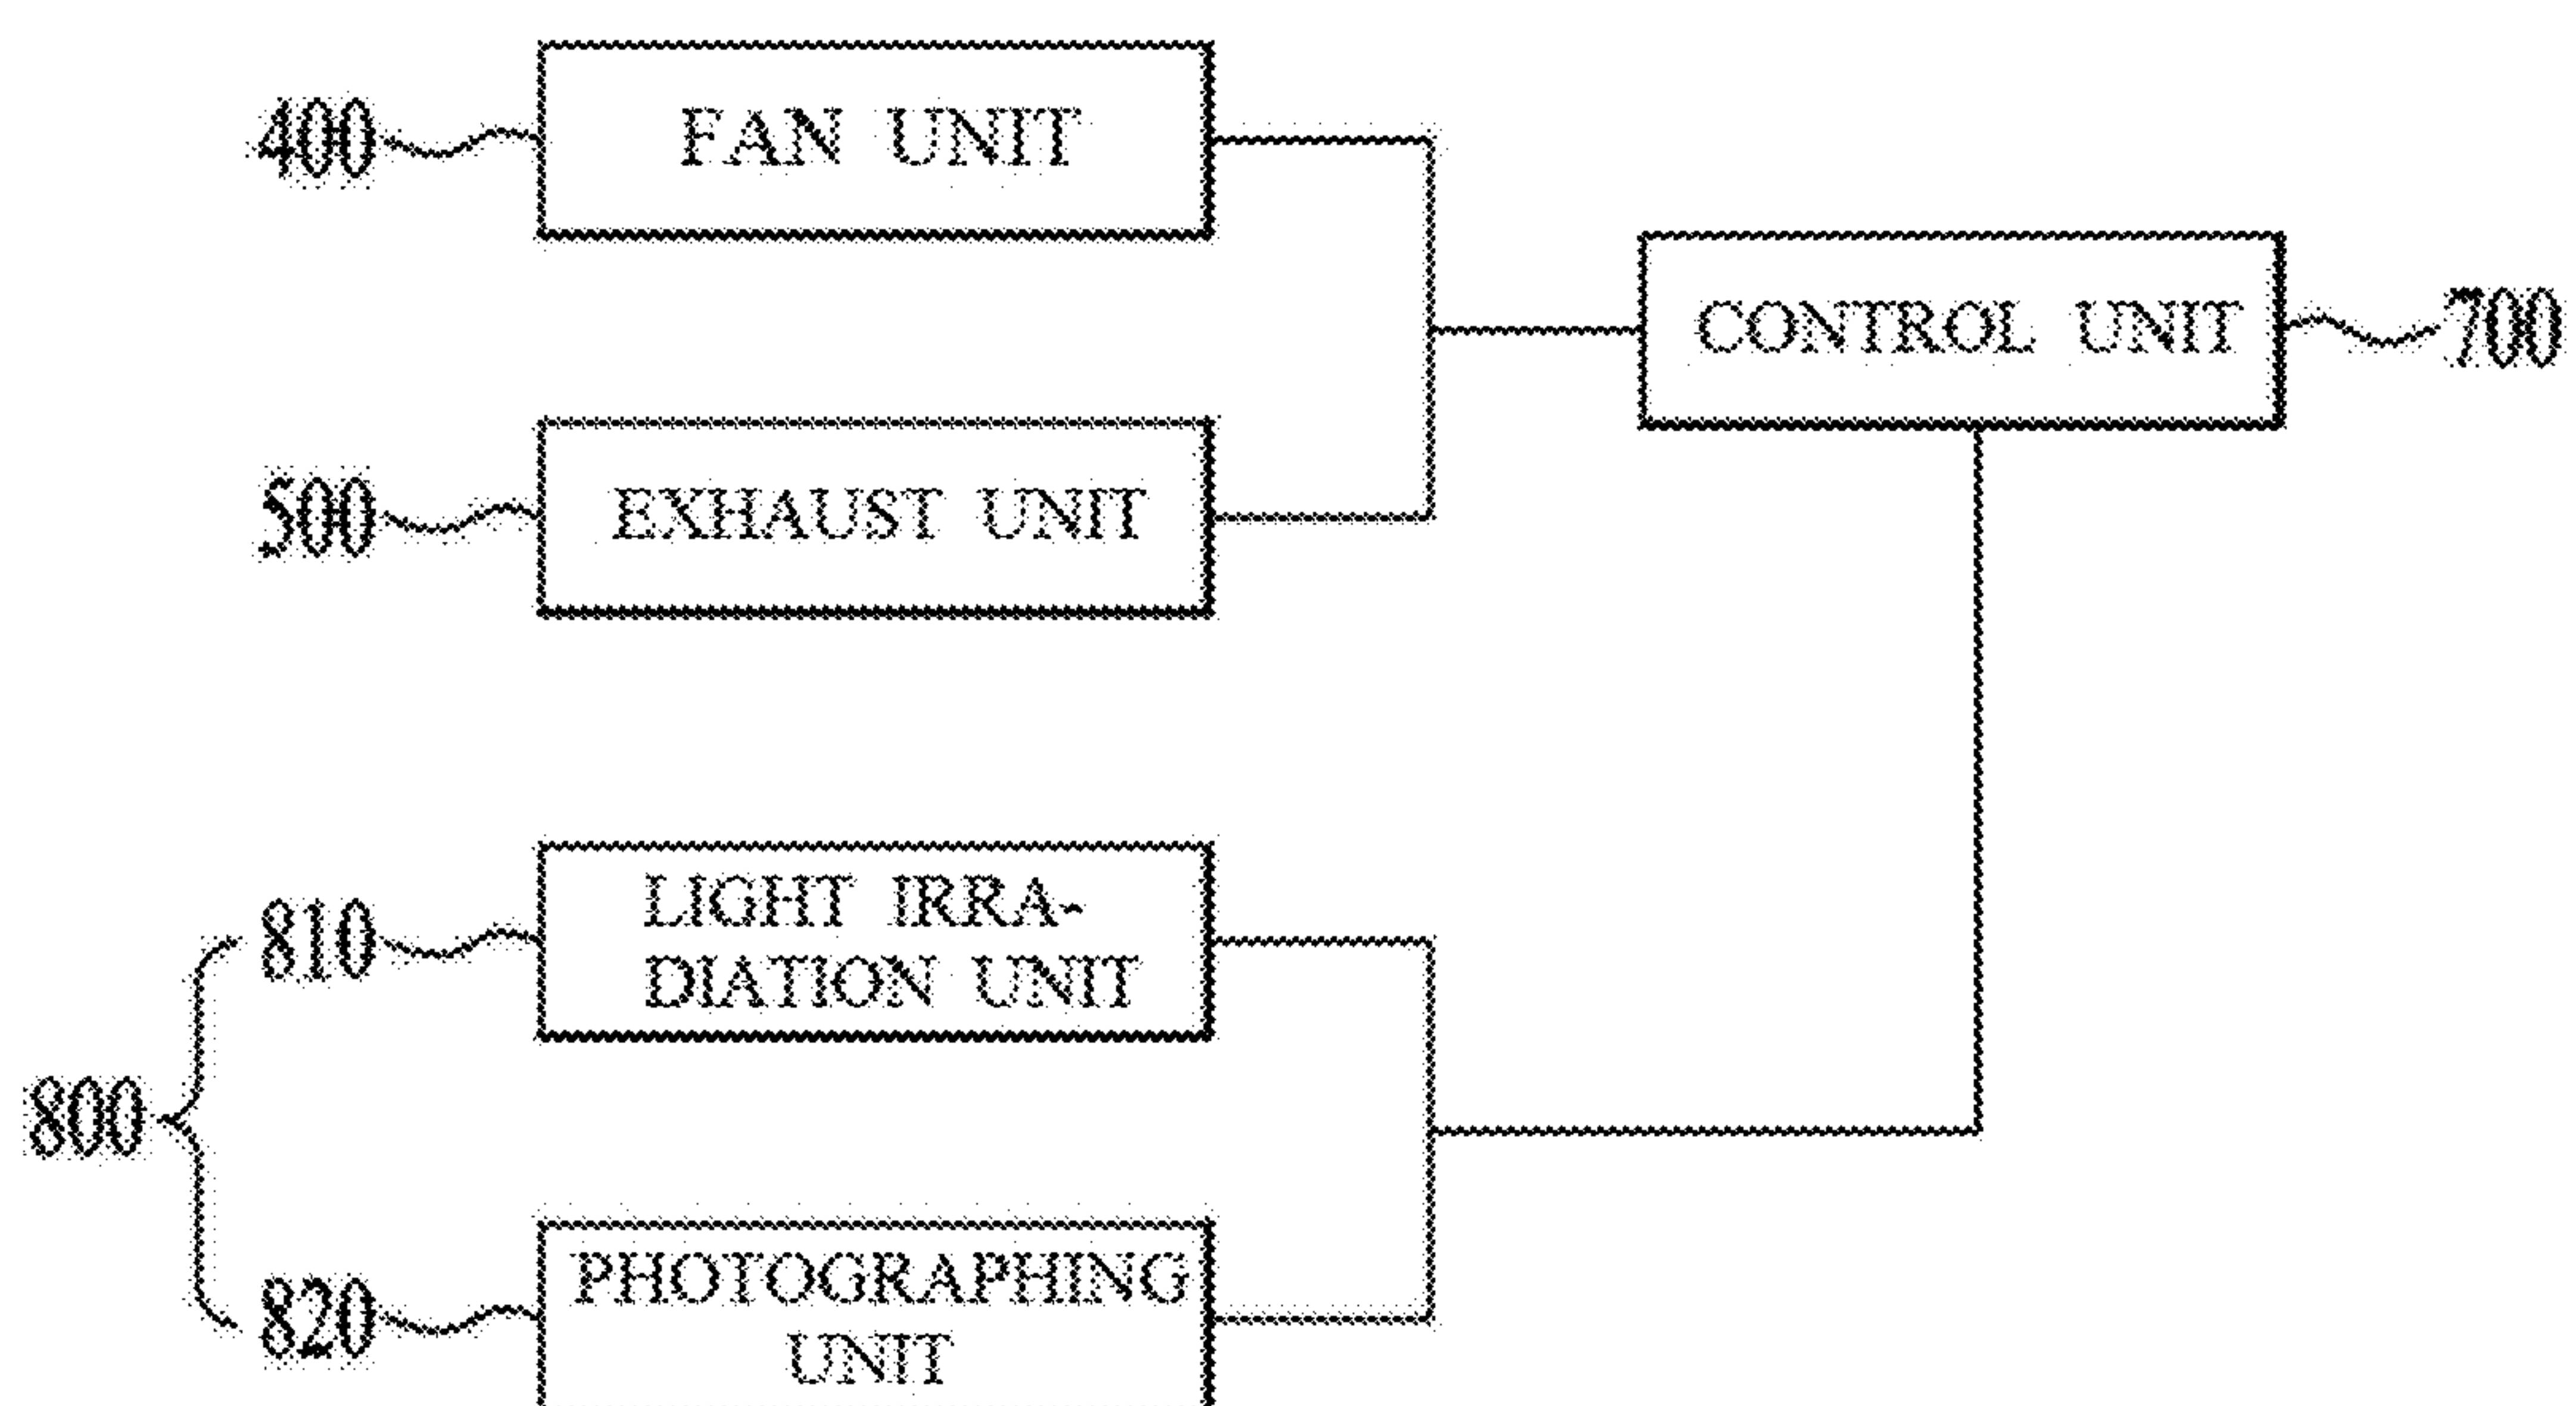 400 FAN UNIT
CONTROL UNIT 700
500 EXHAUST UNIT
810 LIGHT IRRA-
DIATION UNIT
800
820 PHOTOGRAPHING
UNIT